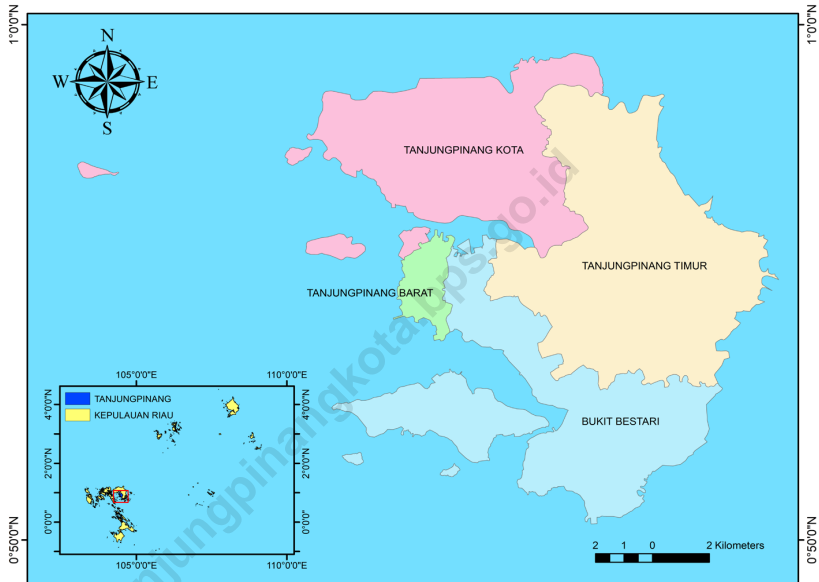 1°0'0"N
1°0'0"N
N
W
E
S
TANJUNGPINANG KOTA
TANJUNGPINANG TIMUR
TANJUNGPINANG BARAT
BUKIT BESTARI
105°0'0"E
110°0'0"E
TANJUNGPINANG
KEPULAUAN RIAU
4°0'0"N
4°0'0"N
2°0'0"N
2°0'0"N
0°0'0"
0°0'0"
105°0'0"E
110°0'0"E
0°50'0"N
0°50'0"N
2 1 0 2 Kilometers
anjungpinangkota.bps.go.id